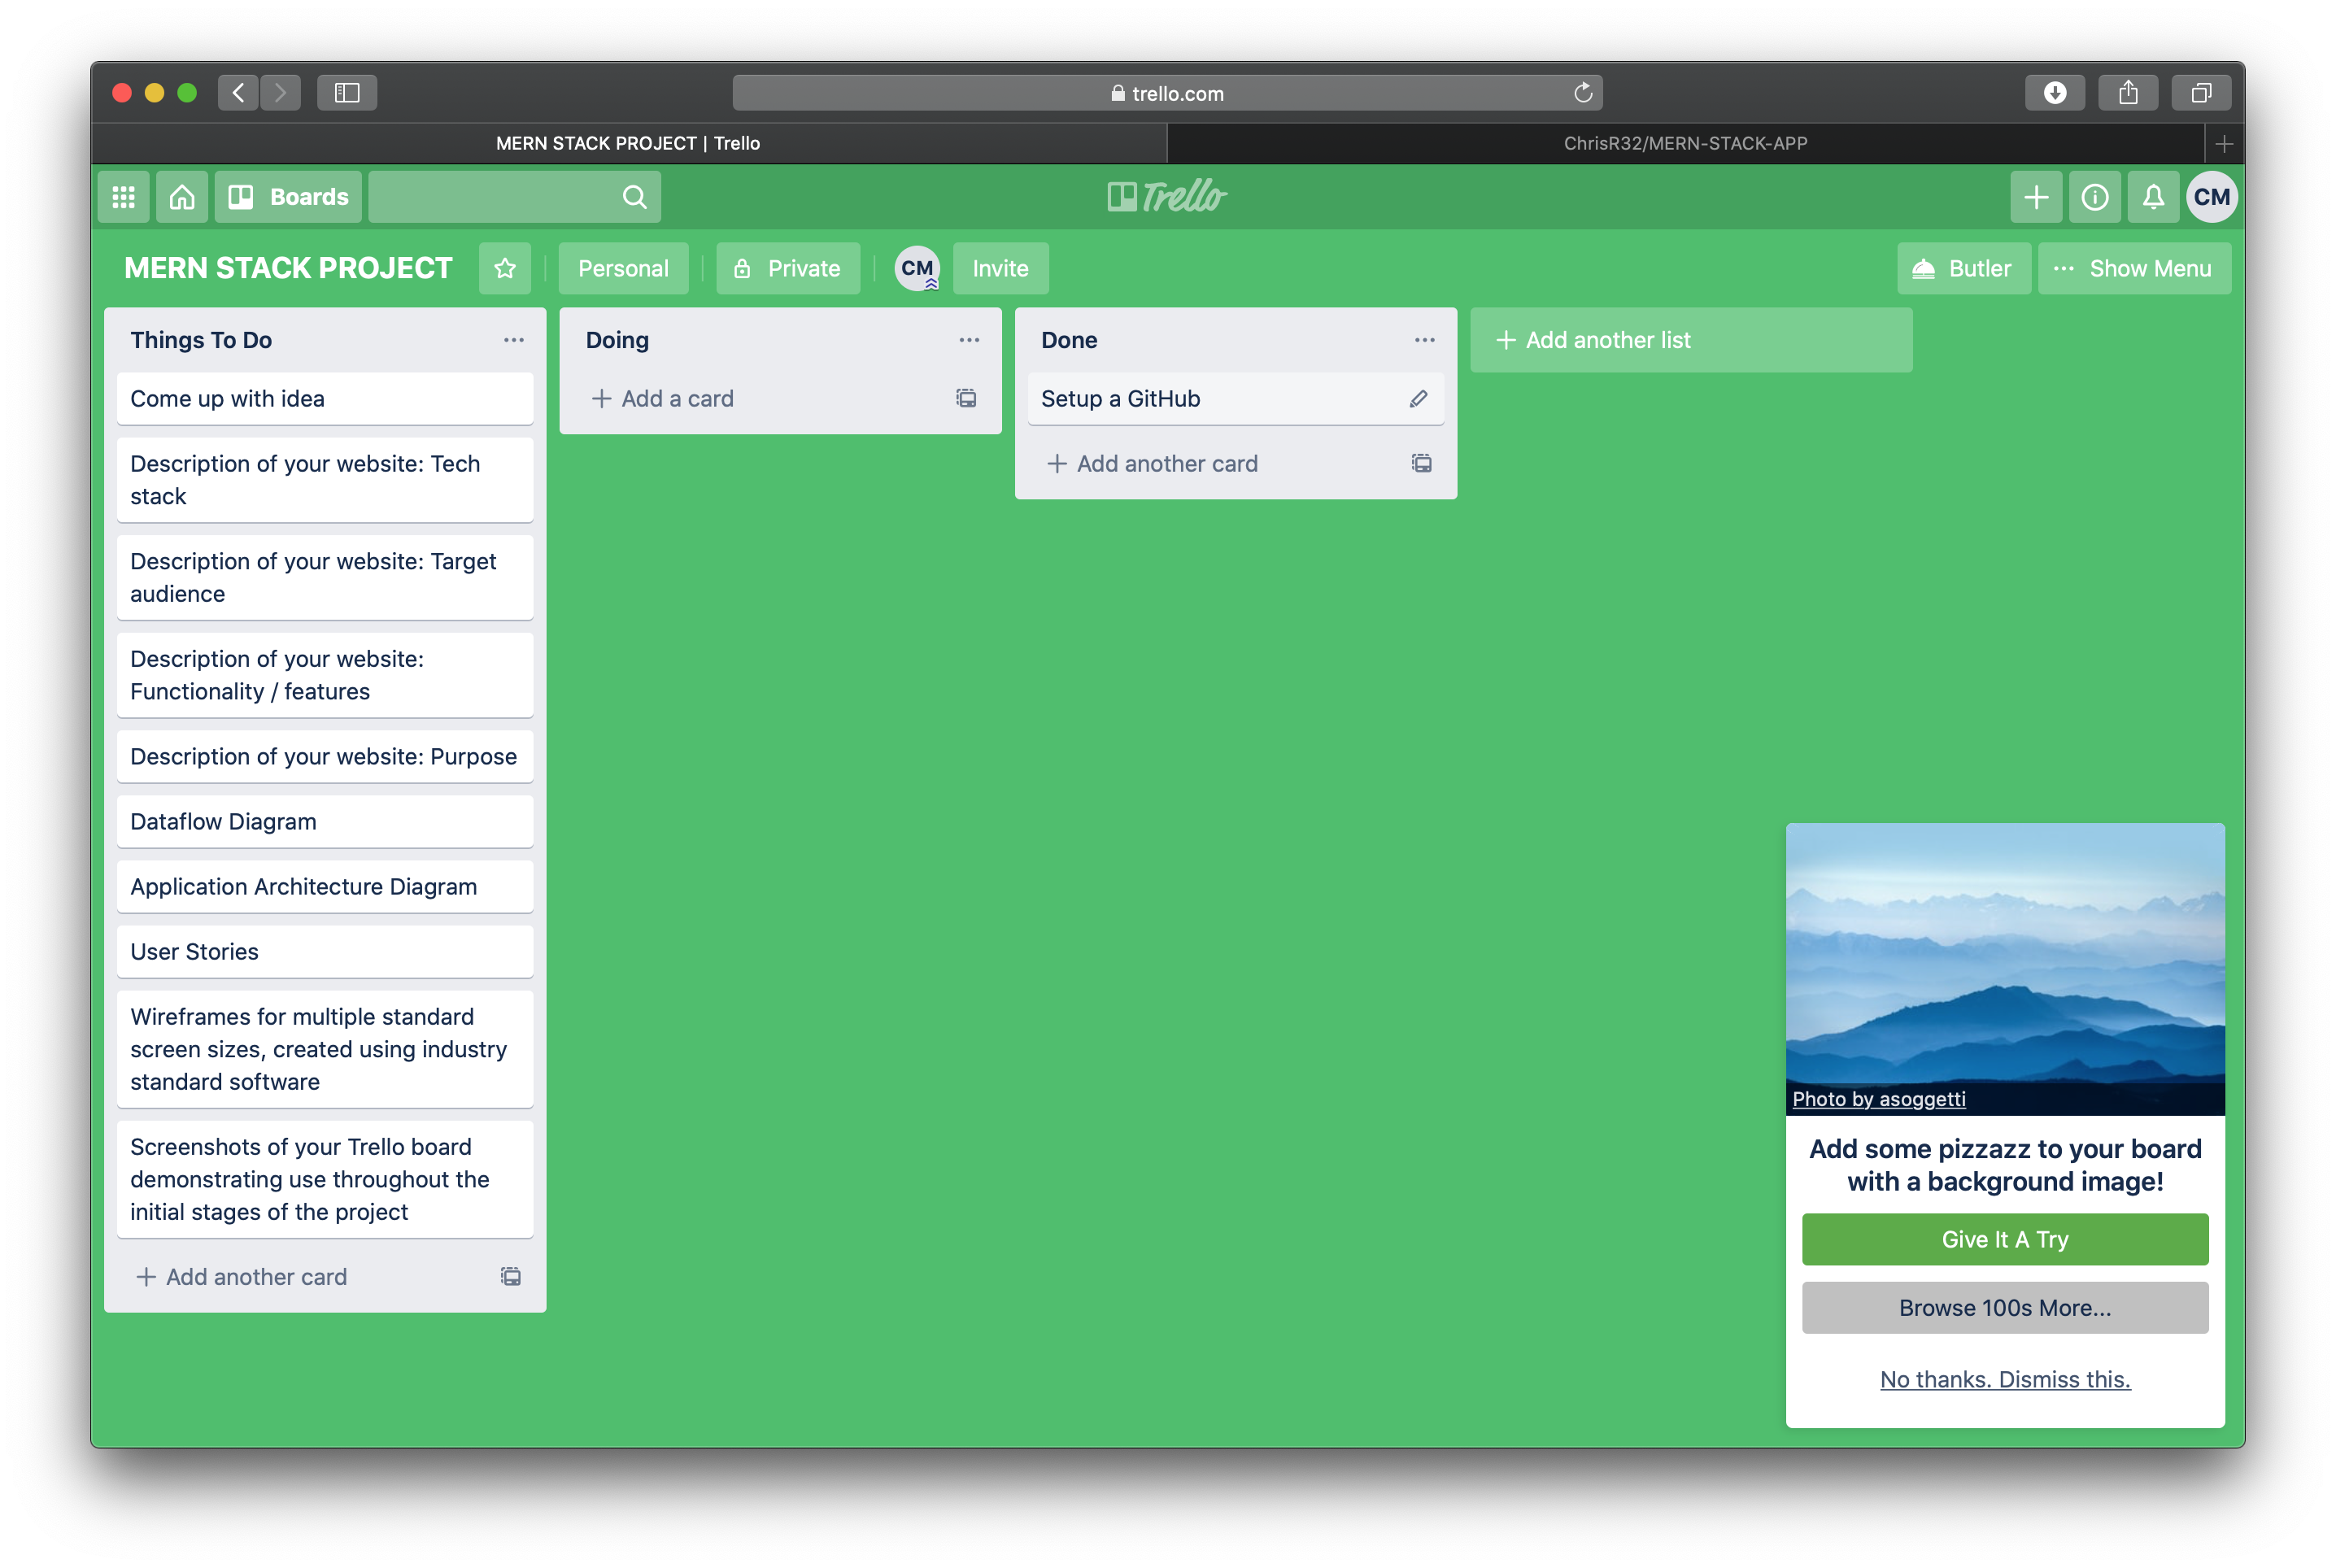 trello.com
MERN STACK PROJECT | Trello
ChrisR32/MERN-STACK-APP
Boards
Trello
CM
MERN STACK PROJECT
Personal
Private
CM
Invite
Butler
Show Menu
Things To Do
Come up with idea
Description of your website: Tech
stack
Description of your website: Target
audience
Description of your website:
Functionality / features
Description of your website: Purpose
Dataflow Diagram
Application Architecture Diagram
User Stories
Wireframes for multiple standard
screen sizes, created using industry
standard software
Screenshots of your Trello board
demonstrating use throughout the
initial stages of the project
Add another card
Doing
Add a card
Done
Setup a GitHub
Add another card
Add another list
Photo by asoggetti
Add some pizzazz to your board
with a background image!
Give It A Try
Browse 100s More...
No thanks. Dismiss this.